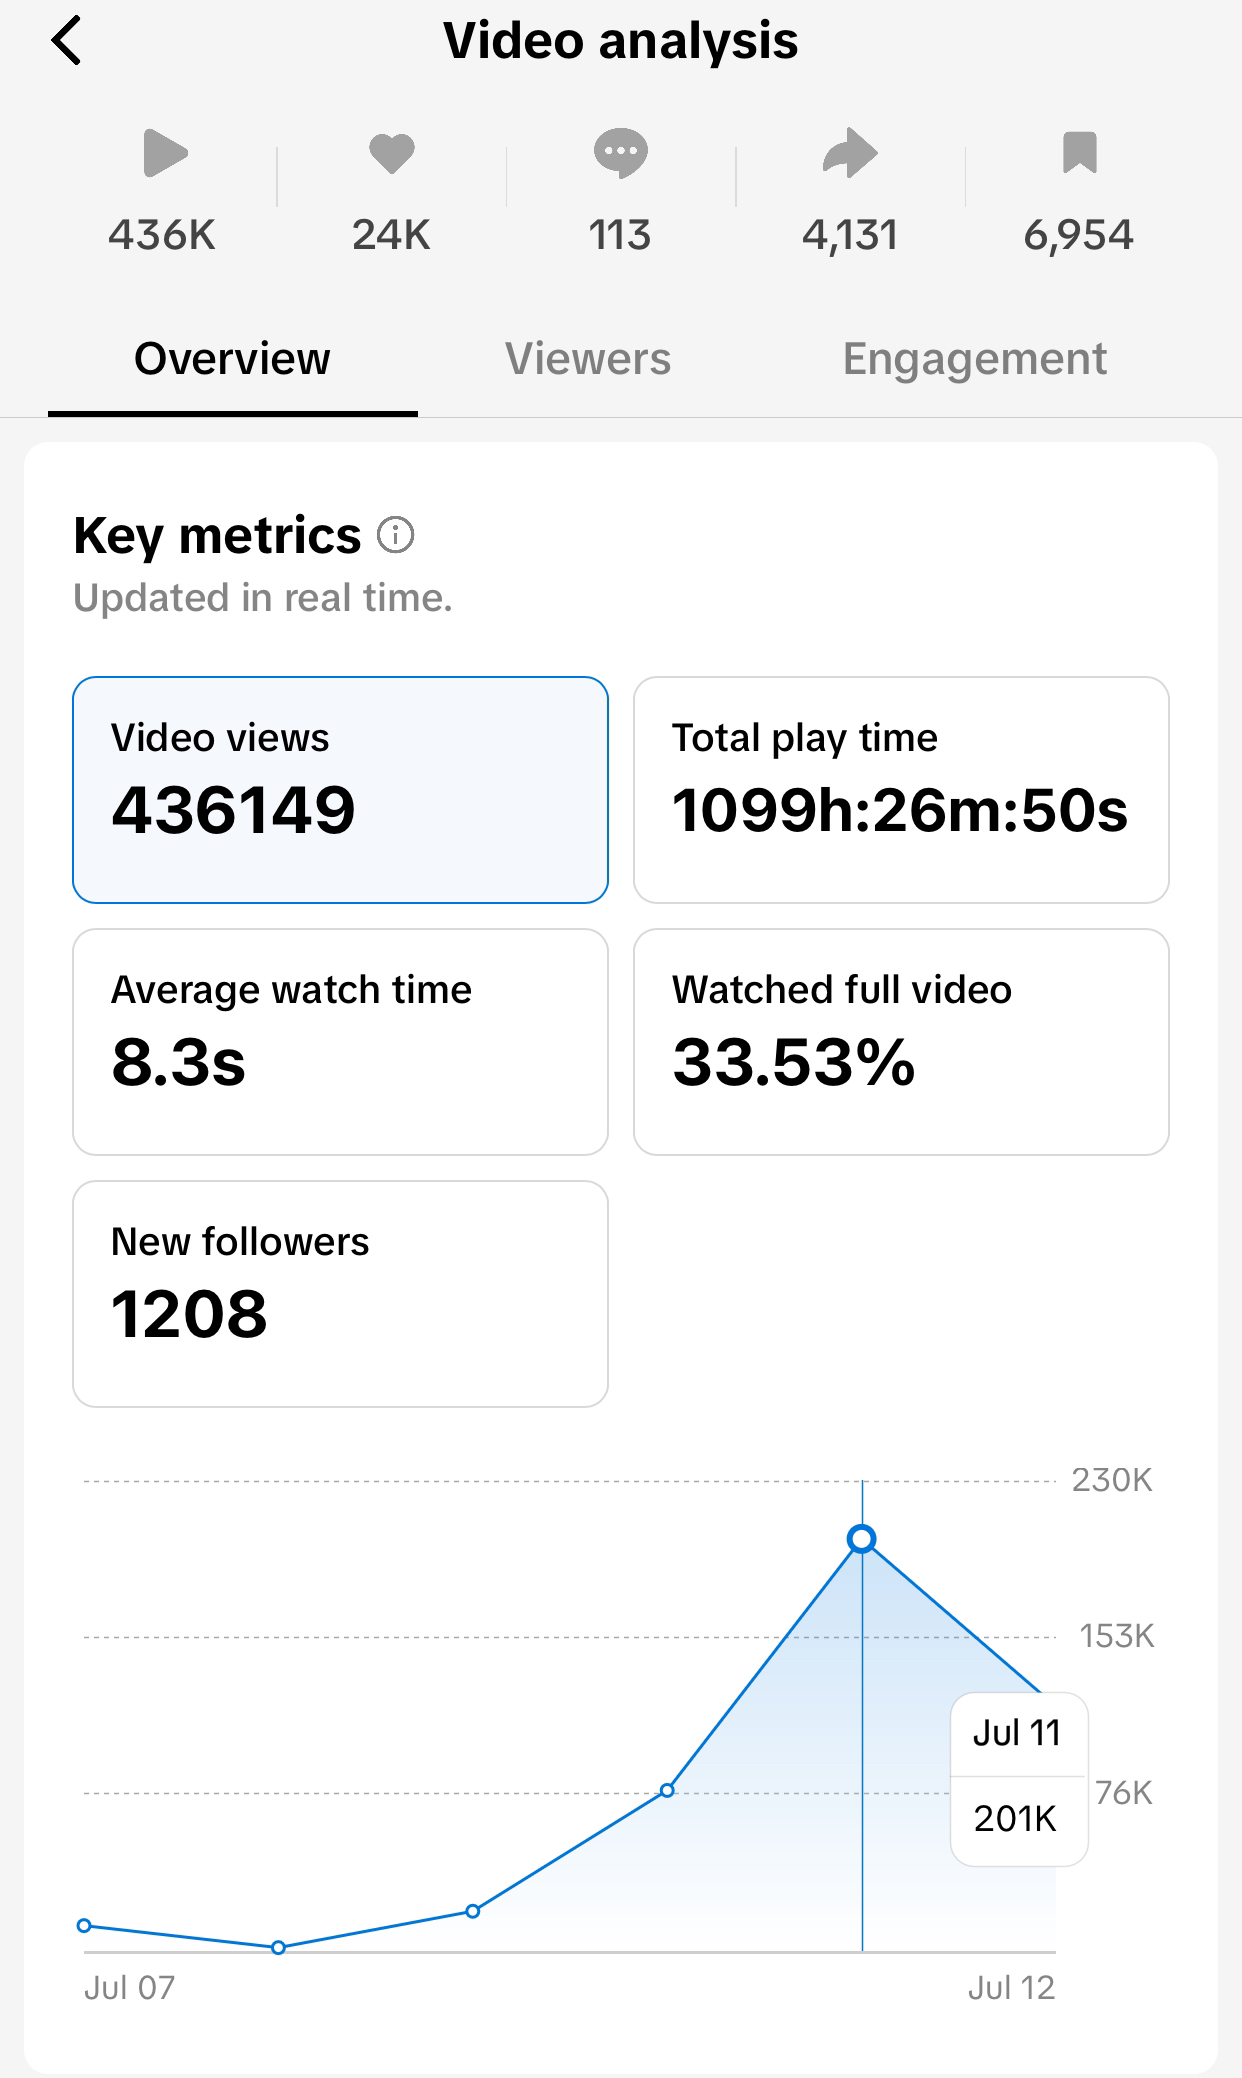 Video analysis
436K 24K 113 4,131 6,954
Overview Viewers Engagement
Key metrics
Updated in real time.
Video views
436149
Total play time
1099h:26m:50s
Average watch time
8.3s
Watched full video
33.53%
New followers
1208
230K
153K
Jul 11
76K
201K
Jul 07 Jul 12